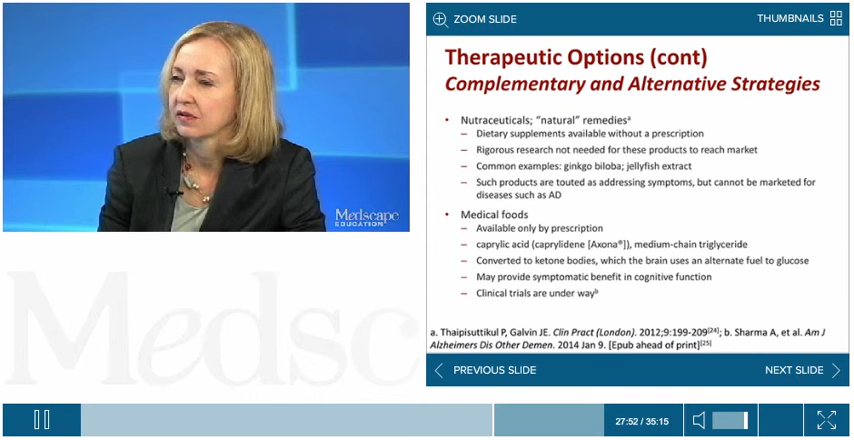 ZOOM SLIDE
THUMBNAILS
Therapeutic Options (cont)
Complementary and Alternative Strategies
• Nutraceuticals; “natural” remediesᵃ
– Dietary supplements available without a prescription
– Rigorous research not needed for these products to reach market
– Common examples: ginkgo biloba; jellyfish extract
– Such products are touted as addressing symptoms, but cannot be marketed for
diseases such as AD
• Medical foods
– Available only by prescription
– caprylic acid (caprylidene [Axona®]), medium-chain triglyceride
– Converted to ketone bodies, which the brain uses an alternate fuel to glucose
– May provide symptomatic benefit in cognitive function
– Clinical trials are under wayᵇ
a. Thaipisuttikul P, Galvin JE. Clin Pract (London). 2012;9:199-209[24]; b. Sharma A, et al. Am J
Alzheimers Dis Other Demen. 2014 Jan 9. [Epub ahead of print][25]
Medscape
EDUCATION
Medsc
PREVIOUS SLIDE
NEXT SLIDE
27:52 / 35:15